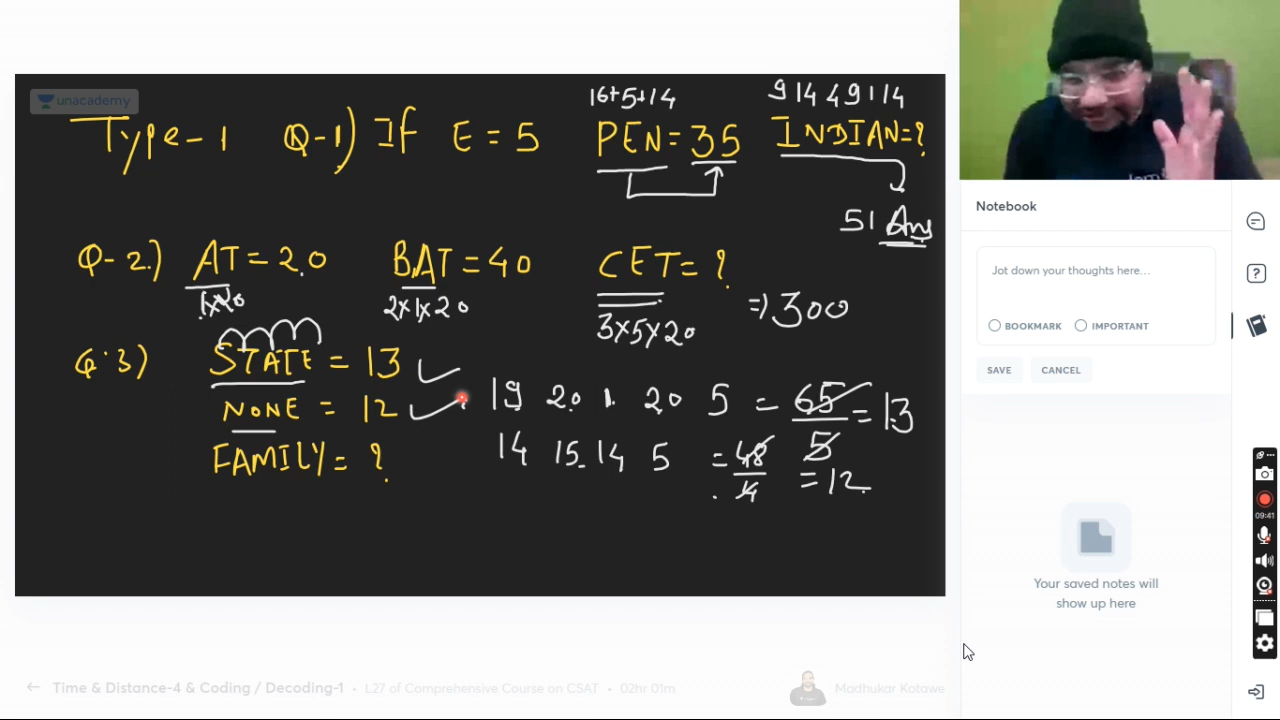 unacademy
16+5+14
9 14 4 9 1 14
Type-1 Q-1) If E = 5 PEN = 35 INDIAN = ?
51 Ans
Q-2.) AT = 20 BAT = 40 CET = ?
1x20 2x1x20 3x5x20 => 300
Q.3) STATE = 13
19 20 1 20 5 = 65/5 = 13
NONE = 12
14 15 14 5 = 48/4 = 12
FAMILY = ?
Notebook
Jot down your thoughts here...
BOOKMARK IMPORTANT
SAVE CANCEL
09:41
Your saved notes will
show up here
Time & Distance-4 & Coding / Decoding-1 • L27 of Comprehensive Course on CSAT • 02hr 01m
Madhukar Kotawe